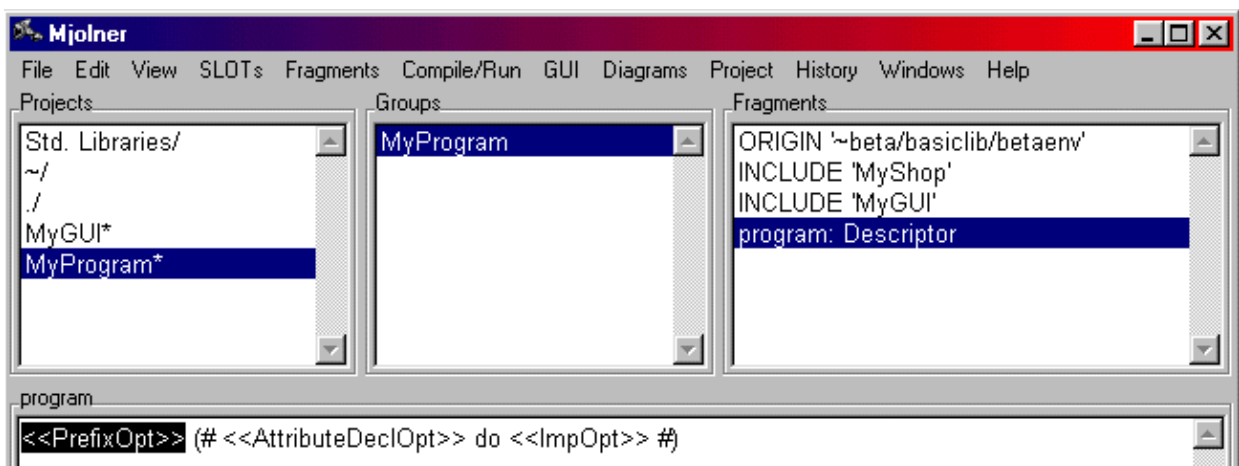 Mjolner
File Edit View SLOTs Fragments Compile/Run GUI Diagrams Project History Windows Help
Projects
Std. Libraries/
~/
./
MyGUI*
MyProgram*
Groups
MyProgram
Fragments
ORIGIN '~beta/basiclib/betaenv'
INCLUDE 'MyShop'
INCLUDE 'MyGUI'
program: Descriptor
program
<<PrefixOpt>> (# <<AttributeDeclOpt>> do <<ImpOpt>> #)